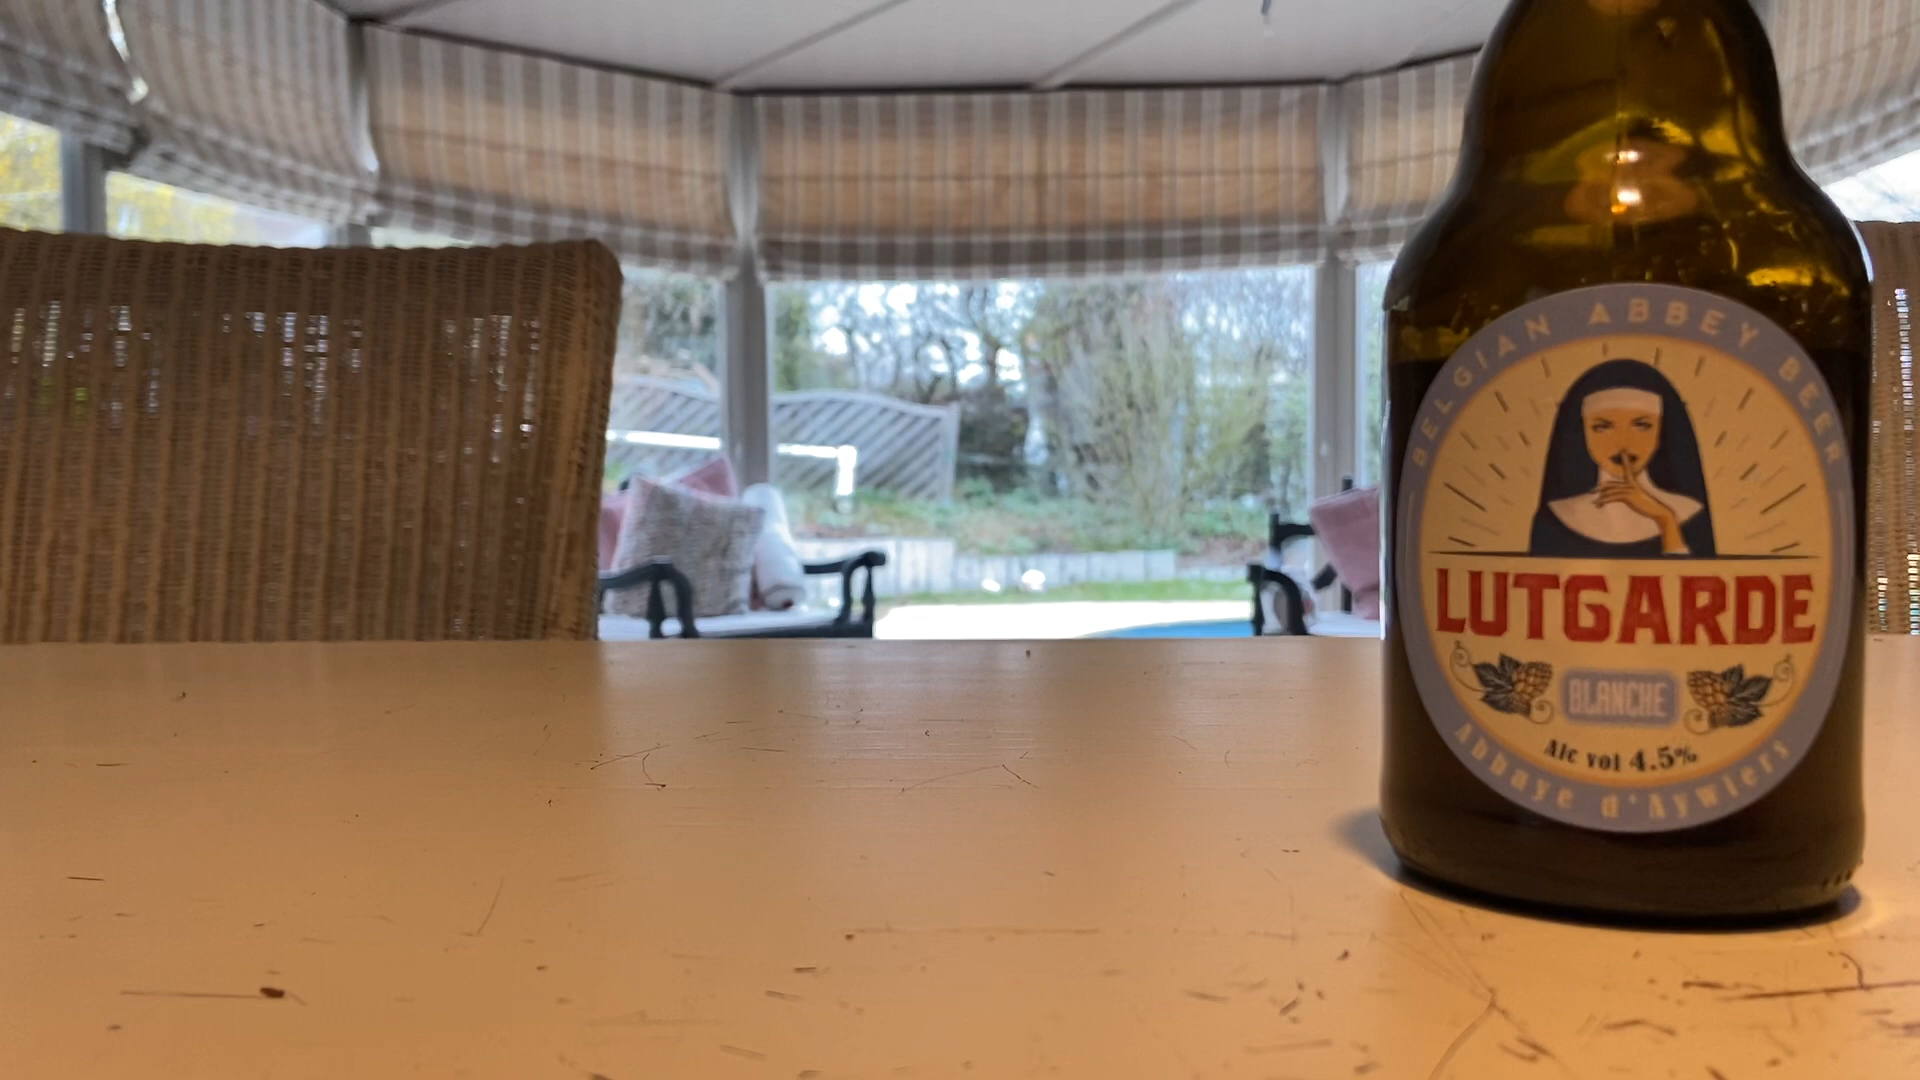 BELGIAN ABBEY BEER
LUTGARDE
BLANCHE
Alc vol 4.5%
Abbaye d'Aywiers